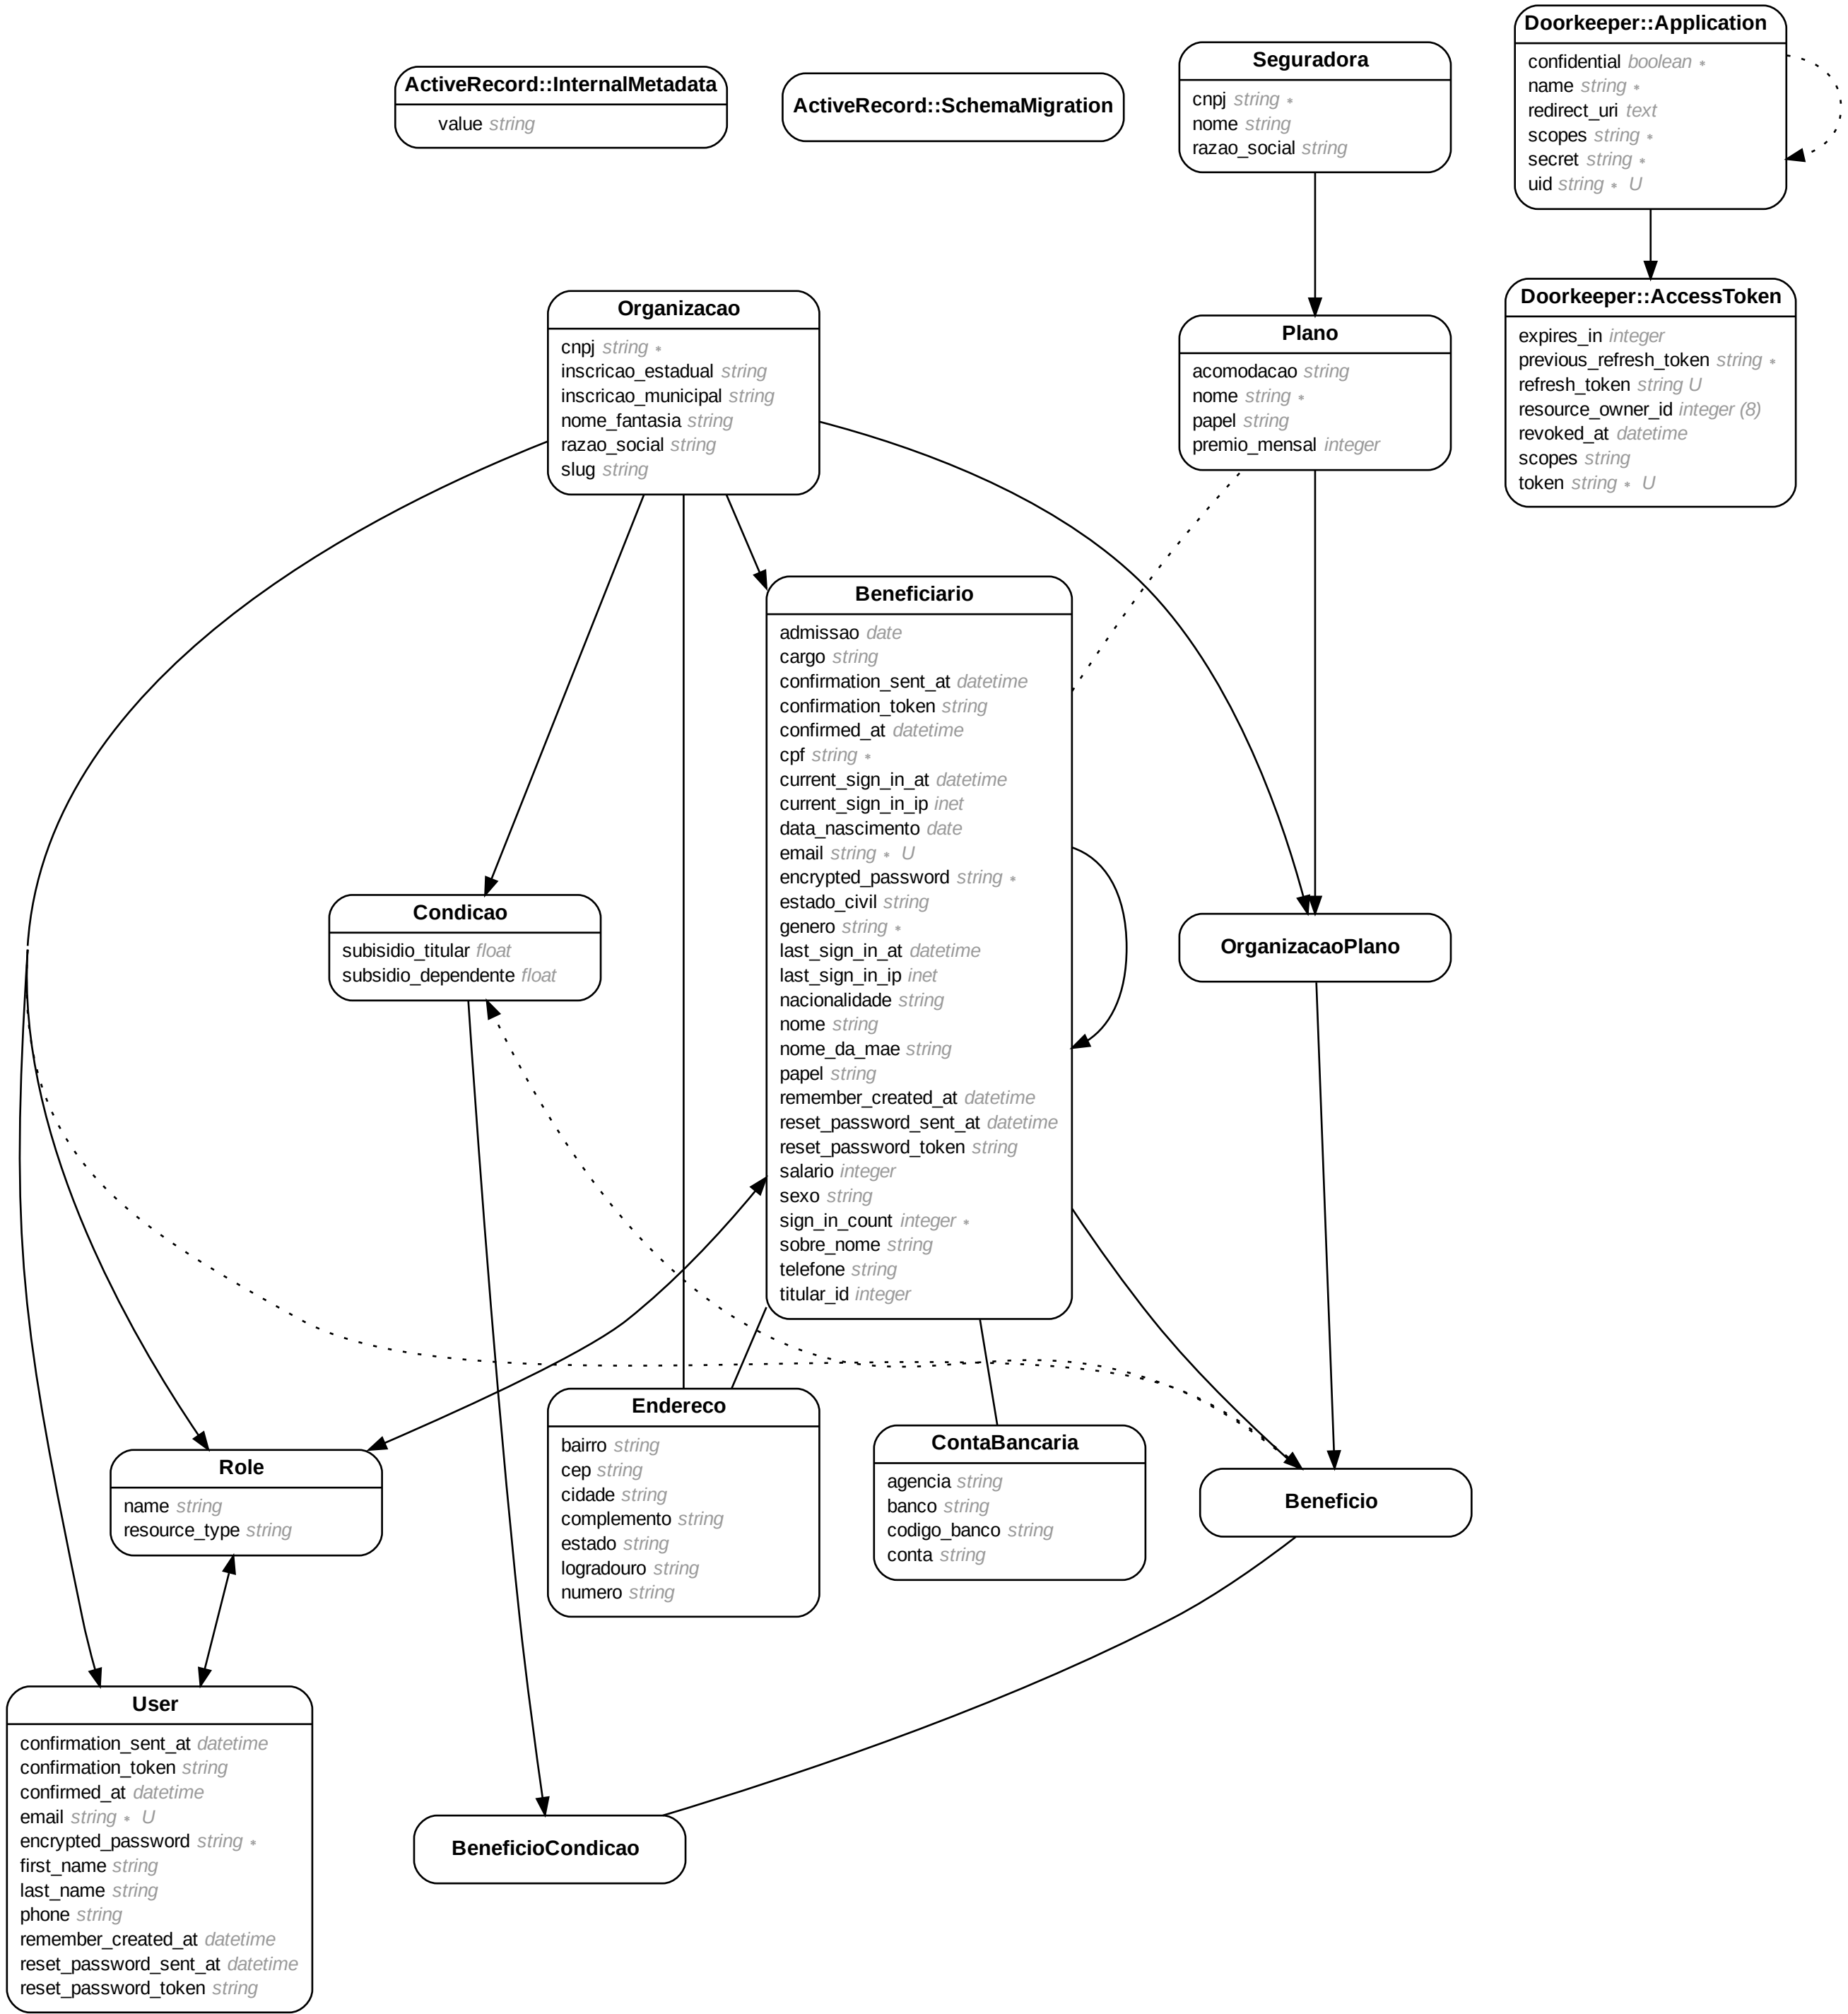 ActiveRecord::InternalMetadata
value string
ActiveRecord::SchemaMigration
Seguradora
cnpj string *
nome string
razao_social string
Doorkeeper::Application
confidential boolean *
name string *
redirect_uri text
scopes string *
secret string *
uid string * U
Doorkeeper::AccessToken
expires_in integer
previous_refresh_token string *
refresh_token string U
resource_owner_id integer (8)
revoked_at datetime
scopes string
token string * U
Organizacao
cnpj string *
inscricao_estadual string
inscricao_municipal string
nome_fantasia string
razao_social string
slug string
Plano
acomodacao string
nome string *
papel string
premio_mensal integer
Beneficiario
admissao date
cargo string
confirmation_sent_at datetime
confirmation_token string
confirmed_at datetime
cpf string *
current_sign_in_at datetime
current_sign_in_ip inet
data_nascimento date
email string * U
encrypted_password string *
estado_civil string
genero string *
last_sign_in_at datetime
last_sign_in_ip inet
nacionalidade string
nome string
nome_da_mae string
papel string
remember_created_at datetime
reset_password_sent_at datetime
reset_password_token string
salario integer
sexo string
sign_in_count integer *
sobre_nome string
telefone string
titular_id integer
Condicao
subisidio_titular float
subsidio_dependente float
OrganizacaoPlano
Role
name string
resource_type string
Endereco
bairro string
cep string
cidade string
complemento string
estado string
logradouro string
numero string
ContaBancaria
agencia string
banco string
codigo_banco string
conta string
Beneficio
User
confirmation_sent_at datetime
confirmation_token string
confirmed_at datetime
email string * U
encrypted_password string *
first_name string
last_name string
phone string
remember_created_at datetime
reset_password_sent_at datetime
reset_password_token string
BeneficioCondicao